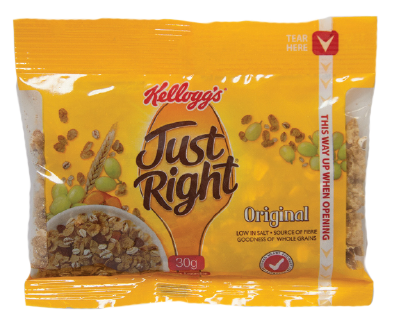 TEAR
HERE
Kellogg's
Just
Right
THIS WAY UP WHEN OPENING
Original
LOW IN SALT • SOURCE OF FIBRE
GOODNESS OF WHOLE GRAINS
30g